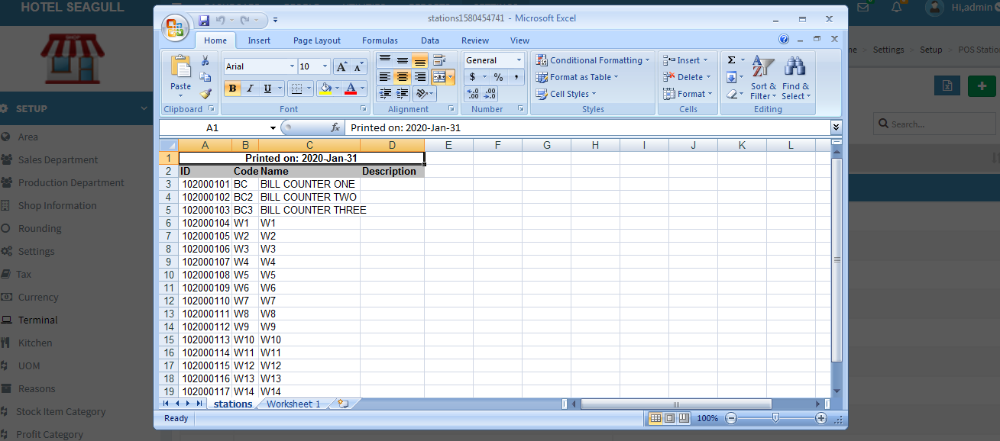 HOTEL SEAGULL
Hi,admin
SETUP
Area
Sales Department
Production Department
Shop Information
Rounding
Settings
Tax
Currency
Terminal
Kitchen
UOM
Reasons
Stock Item Category
Profit Category
Settings > Setup > POS Statio
Search...
stations1580454741 - Microsoft Excel
Home Insert Page Layout Formulas Data Review View
Paste
Clipboard
Arial 10
B I U
Font
Alignment
General
$ % ,
Number
Conditional Formatting
Format as Table
Cell Styles
Styles
Insert
Delete
Format
Cells
Sort & Filter
Find & Select
Editing
A1 fx Printed on: 2020-Jan-31
A B C D E F G H I J K L
1 Printed on: 2020-Jan-31
2 ID Code Name Description
3 102000101 BC BILL COUNTER ONE
4 102000102 BC2 BILL COUNTER TWO
5 102000103 BC3 BILL COUNTER THREE
6 102000104 W1 W1
7 102000105 W2 W2
8 102000106 W3 W3
9 102000107 W4 W4
10 102000108 W5 W5
11 102000109 W6 W6
12 102000110 W7 W7
13 102000111 W8 W8
14 102000112 W9 W9
15 102000113 W10 W10
16 102000114 W11 W11
17 102000115 W12 W12
18 102000116 W13 W13
19 102000117 W14 W14
stations Worksheet 1
Ready 100%